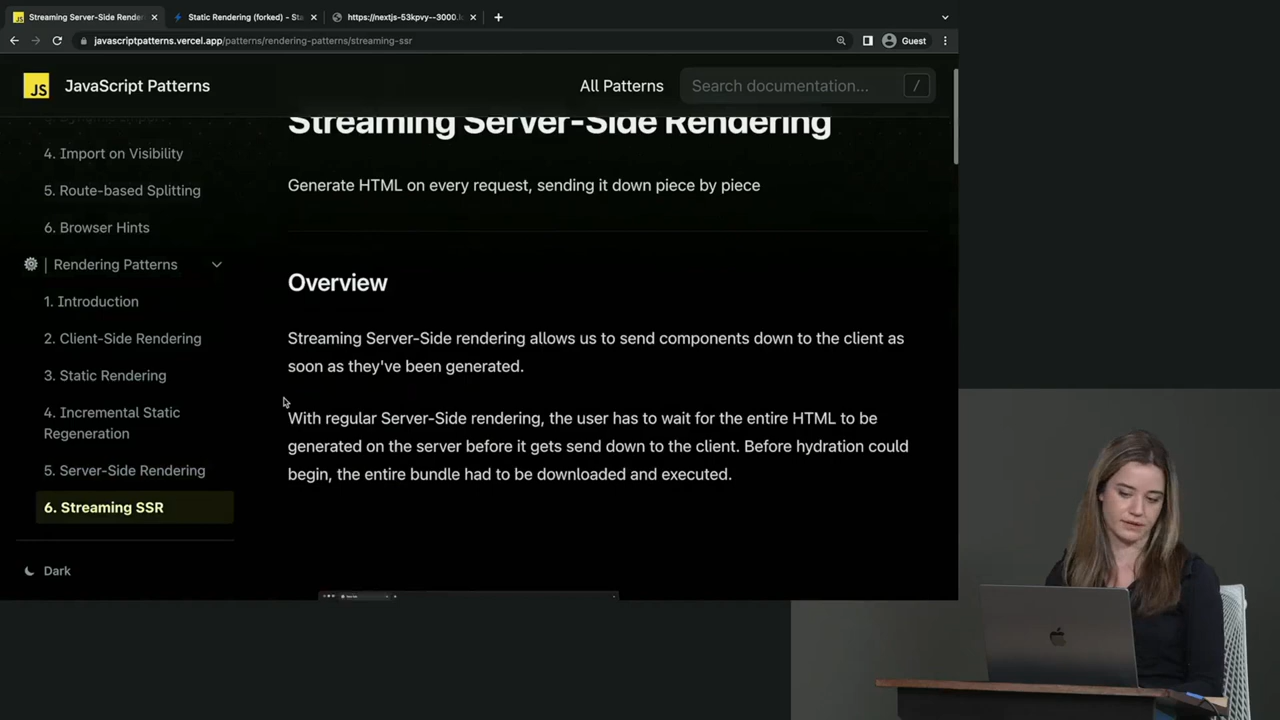 Streaming Server-Side Render
Static Rendering (forked) - Sta
https://nextjs-53kpvy--3000.
javascriptpatterns.vercel.app/patterns/rendering-patterns/streaming-ssr
Guest
JS
JavaScript Patterns
All Patterns
Search documentation...
/
4. Import on Visibility
5. Route-based Splitting
6. Browser Hints
Rendering Patterns
1. Introduction
2. Client-Side Rendering
3. Static Rendering
4. Incremental Static
Regeneration
5. Server-Side Rendering
6. Streaming SSR
Dark
Streaming Server-Side Rendering
Generate HTML on every request, sending it down piece by piece
Overview
Streaming Server-Side rendering allows us to send components down to the client as
soon as they've been generated.
With regular Server-Side rendering, the user has to wait for the entire HTML to be
generated on the server before it gets send down to the client. Before hydration could
begin, the entire bundle had to be downloaded and executed.